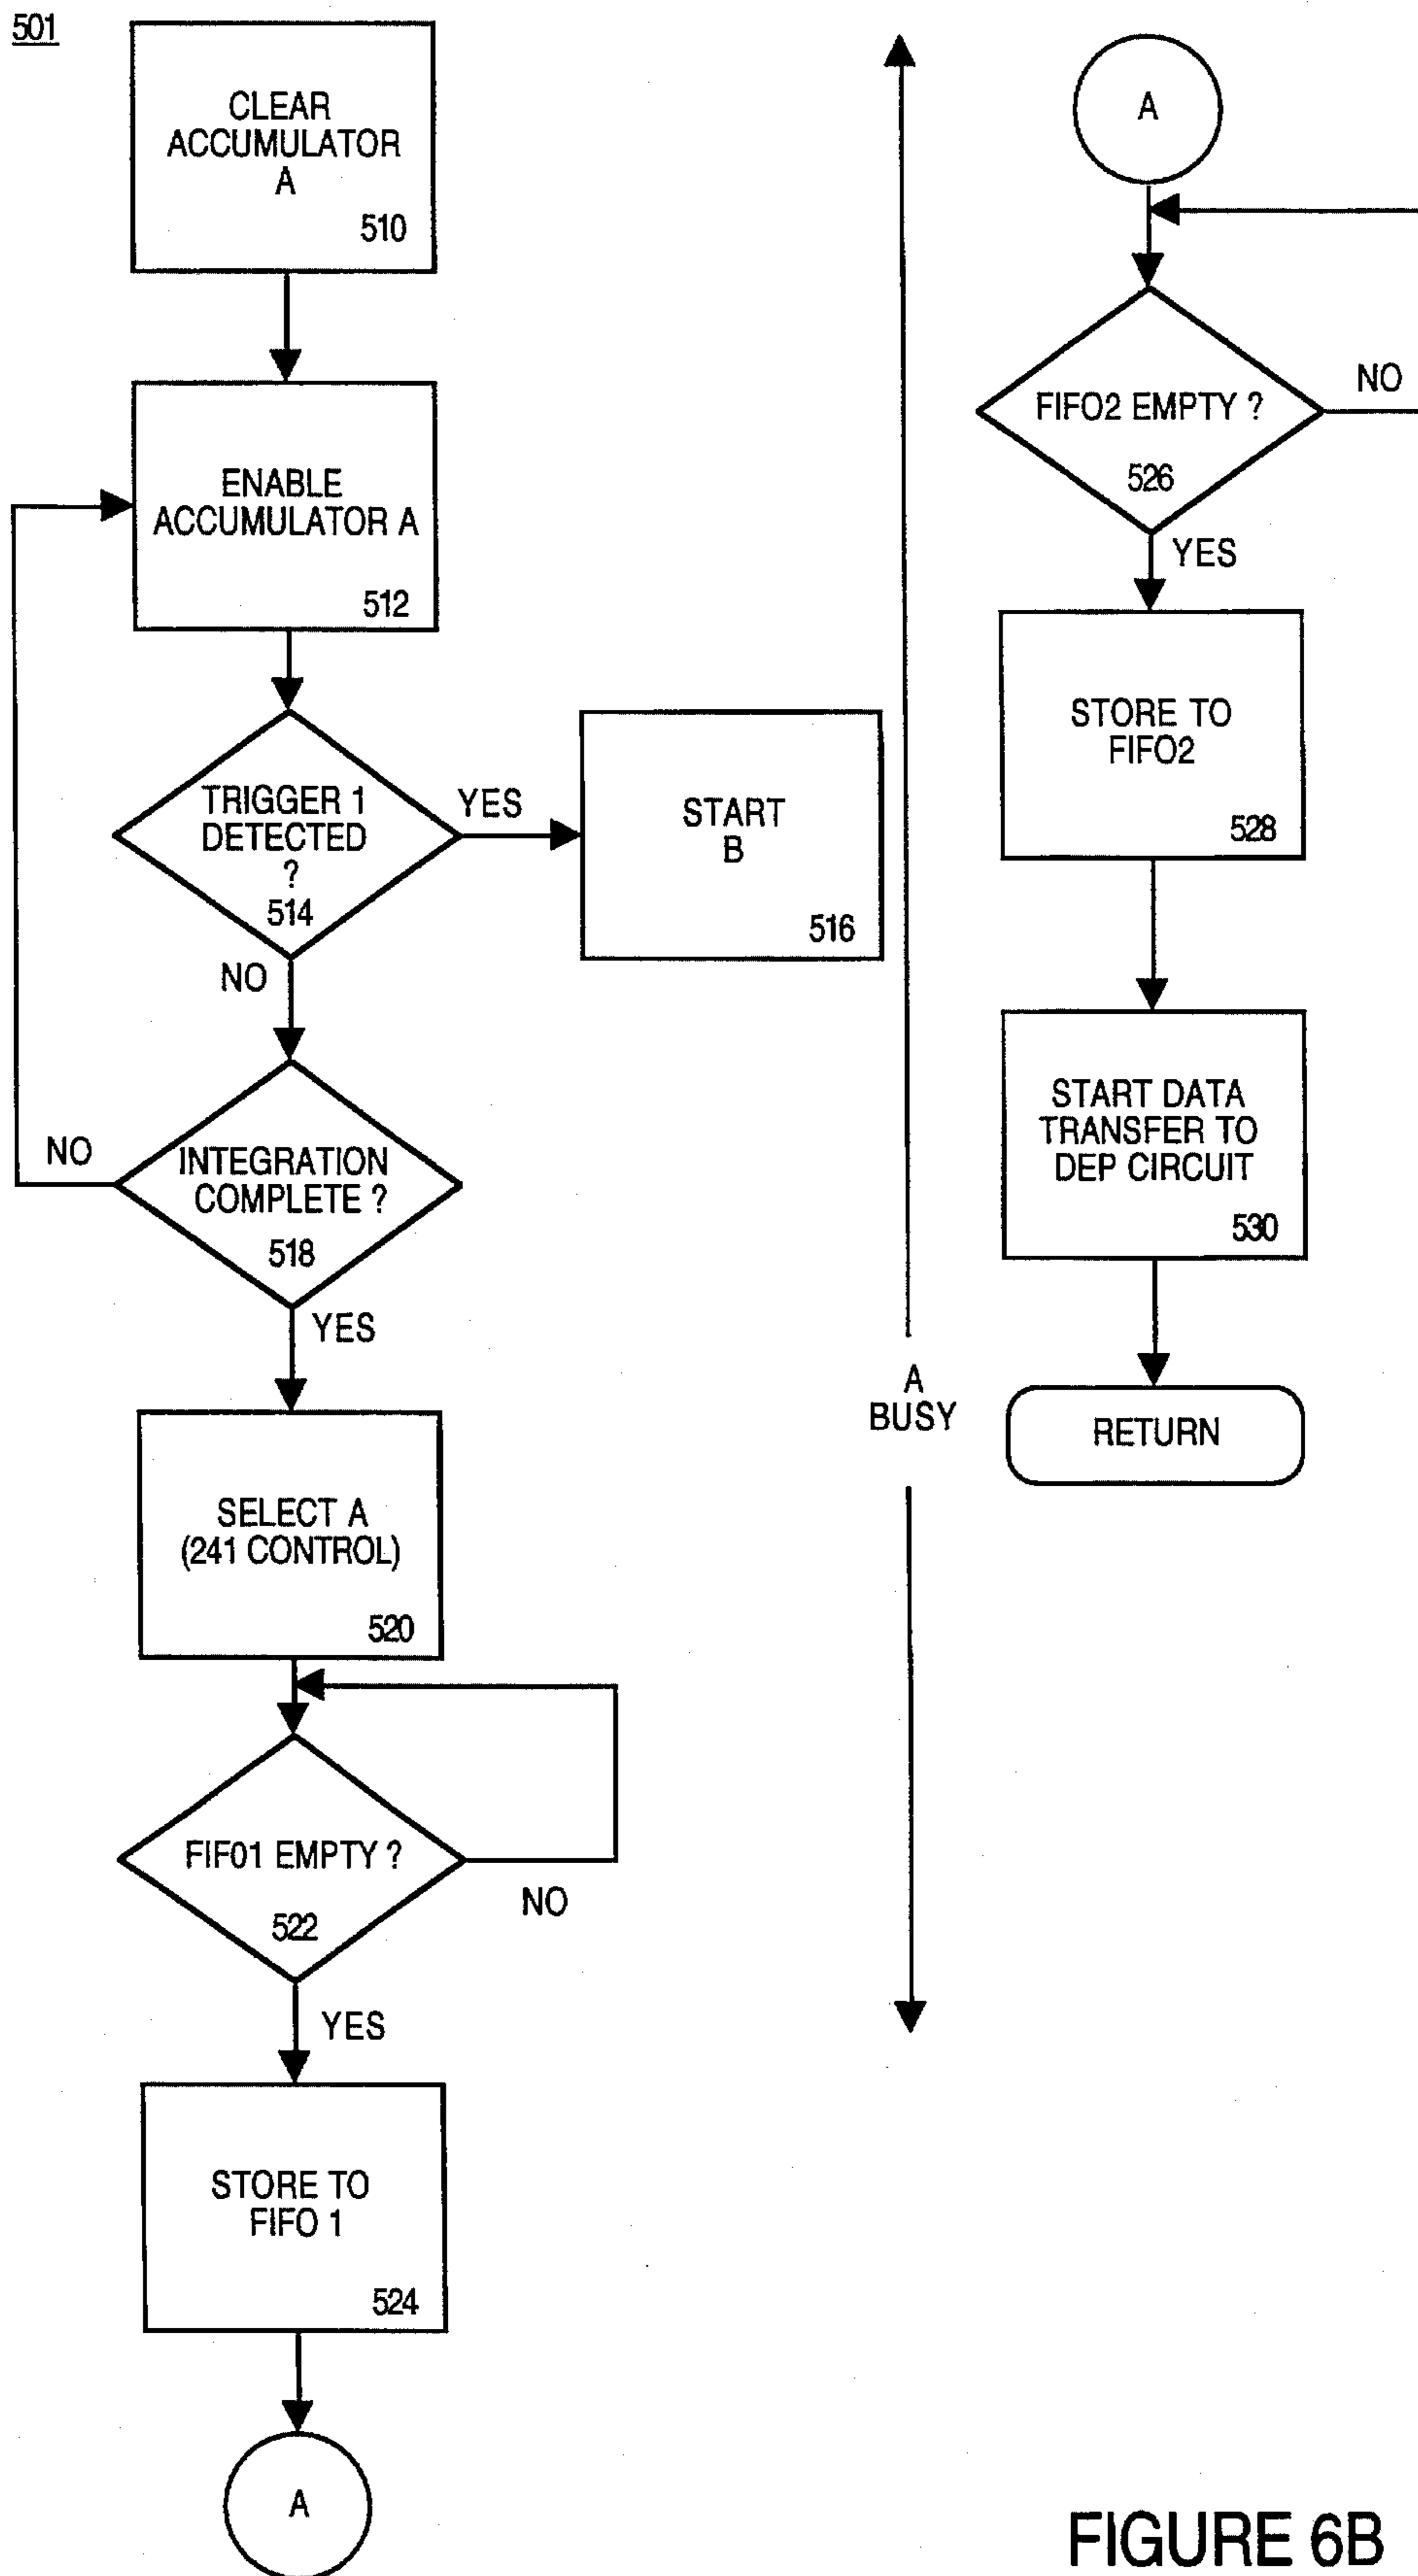 501
CLEAR
ACCUMULATOR
A
510
ENABLE
ACCUMULATOR A
512
TRIGGER 1
DETECTED
?
514
YES
START
B
516
NO
INTEGRATION
COMPLETE ?
518
NO
YES
SELECT A
(241 CONTROL)
520
FIFO1 EMPTY ?
522
NO
YES
STORE TO
FIFO 1
524
A
A
BUSY
A
FIFO2 EMPTY ?
526
NO
YES
STORE TO
FIFO2
528
START DATA
TRANSFER TO
DEP CIRCUIT
530
RETURN
FIGURE 6B